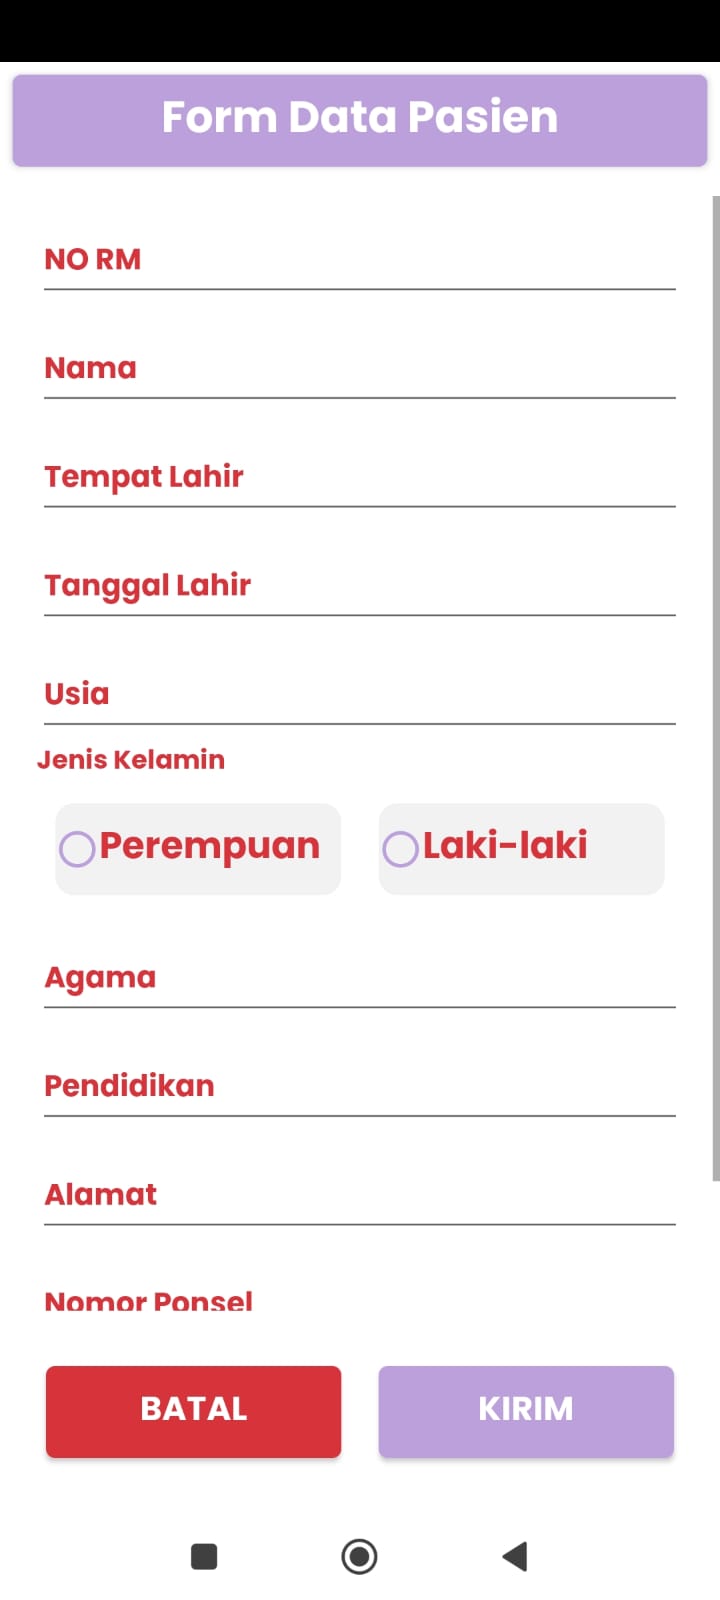 Form Data Pasien
NO RM
Nama
Tempat Lahir
Tanggal Lahir
Usia
Jenis Kelamin
Perempuan
Laki-laki
Agama
Pendidikan
Alamat
Nomor Ponsel
BATAL
KIRIM